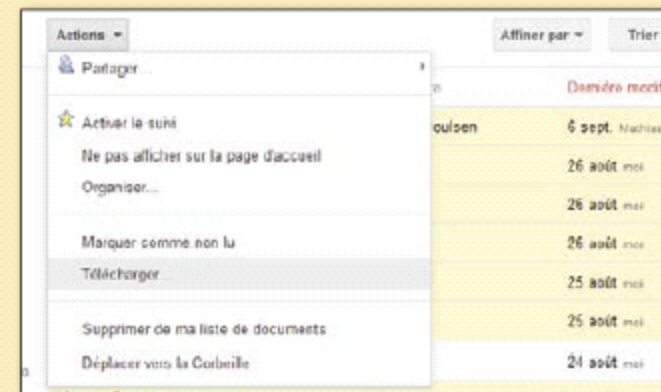 Actions Affiner par Trier
Partager...
Dernière modif
Activer le suivi oulsen 6 sept.
Ne pas afficher sur la page d'accueil 26 août moi
Organiser...
26 août moi
Marquer comme non lu 26 août moi
Télécharger... 25 août moi
Supprimer de ma liste de documents 25 août moi
Déplacer vers la Corbeille 24 août moi